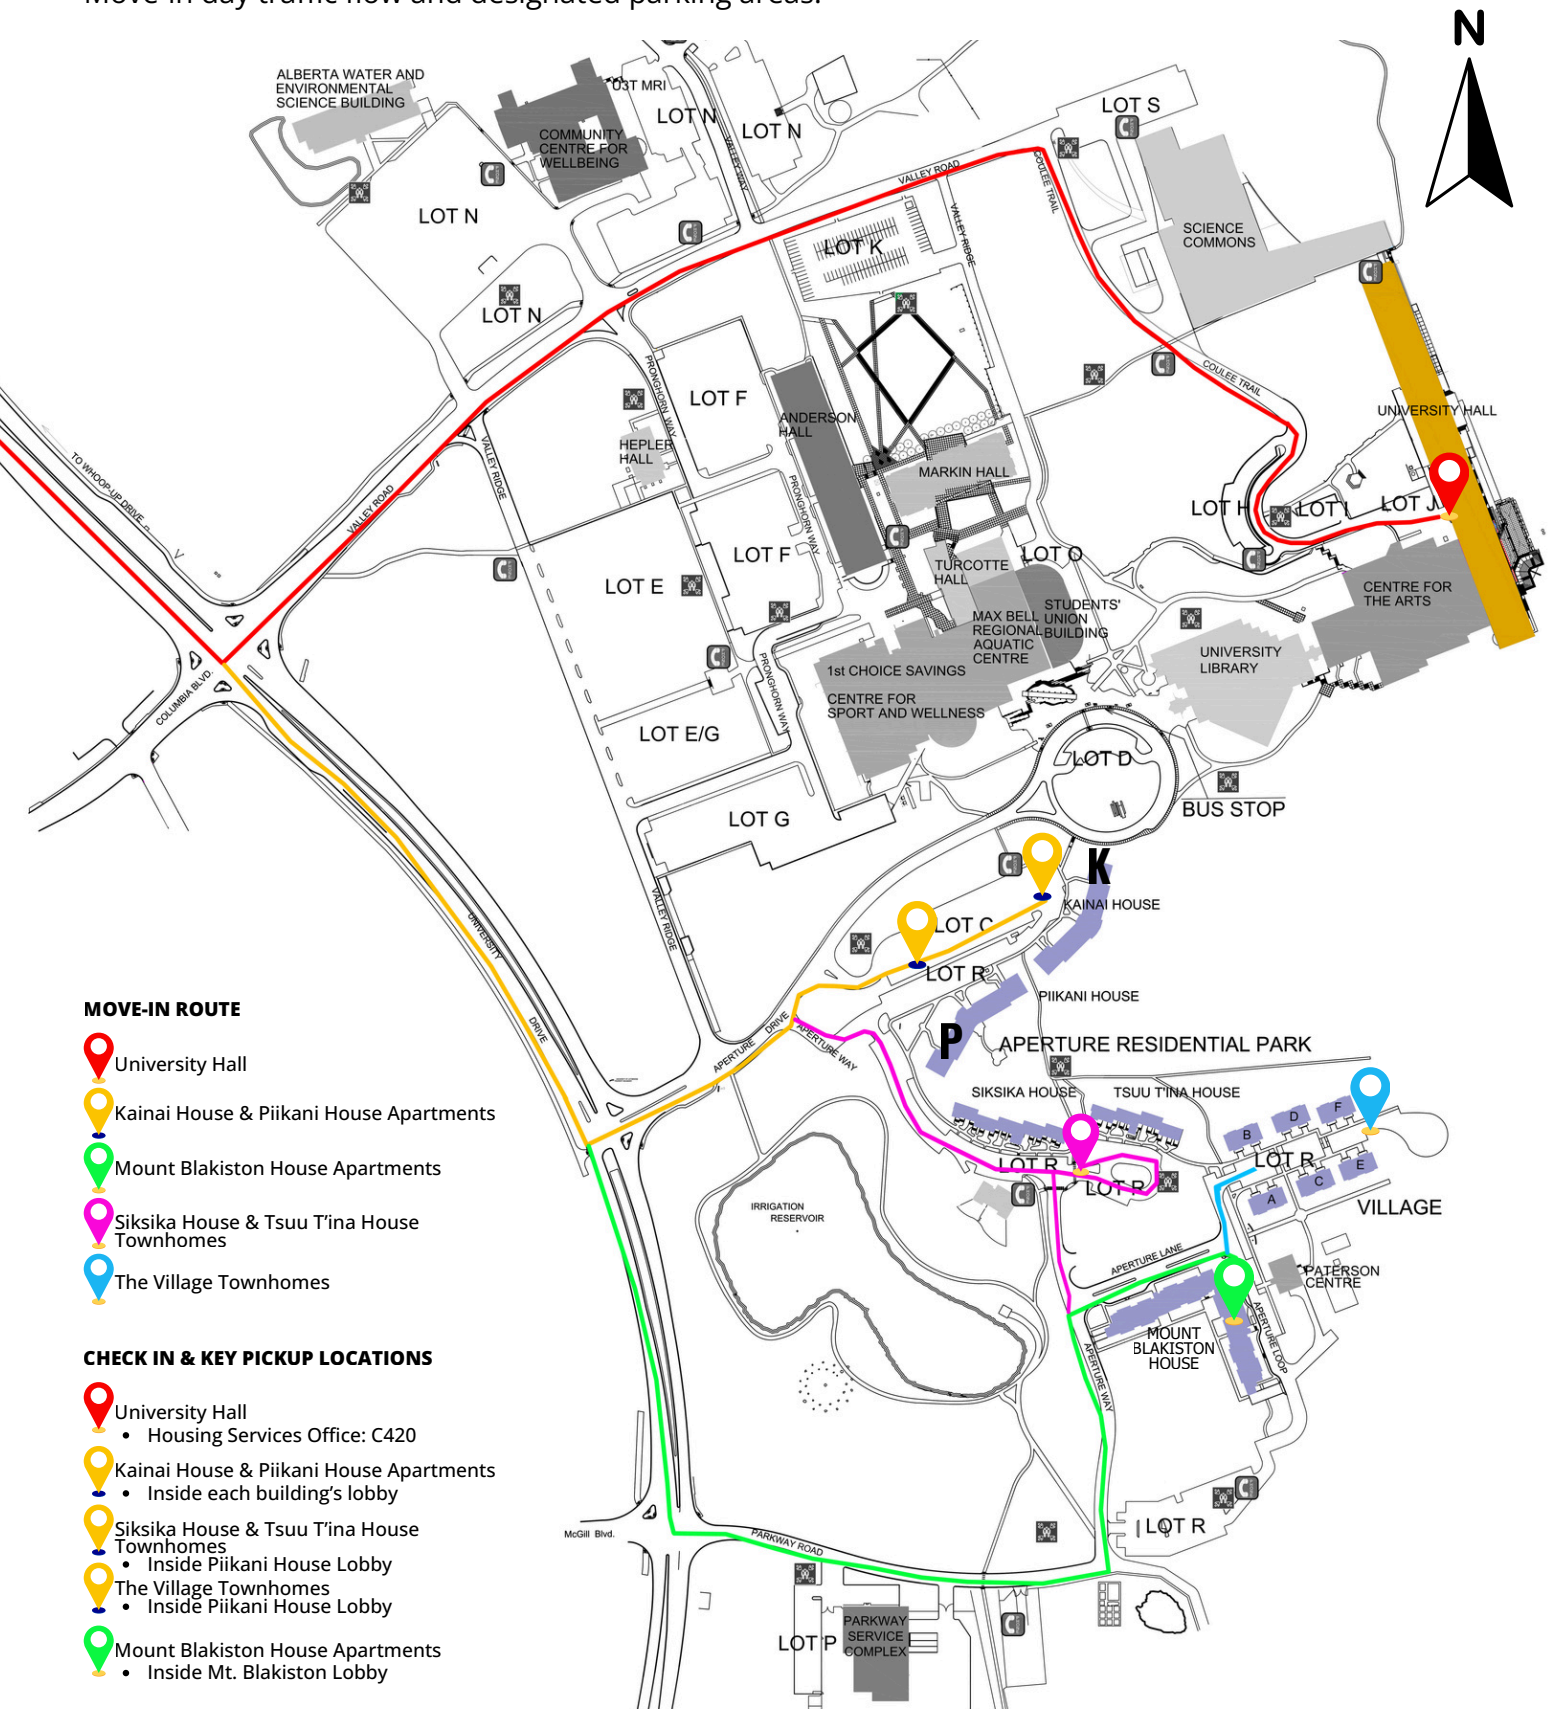 Move-in day traffic flow and designated parking areas.
N
ALBERTA WATER AND
ENVIRONMENTAL
SCIENCE BUILDING
U3T MRI
COMMUNITY
CENTRE FOR
WELLBEING
LOT N
LOT N
LOT S
VALLEY WAY
LOT N
VALLEY ROAD
COULEE TRAIL
VALLEY RIDGE
LOT K
SCIENCE
COMMONS
LOT N
PRONGHORN WAY
COULEE TRAIL
LOT F
ANDERSON
HALL
UNIVERSITY HALL
HEPLER
HALL
MARKIN HALL
TO WHOOP-UP DRIVE
VALLEY ROAD
VALLEY RIDGE
PRONGHORN WAY
LOT H
LOT I
LOT J
LOT F
LOT O
TURCOTTE
HALL
LOT E
CENTRE FOR
THE ARTS
STUDENTS'
UNION
BUILDING
MAX BELL
REGIONAL
AQUATIC
CENTRE
UNIVERSITY
LIBRARY
1st CHOICE SAVINGS
CENTRE FOR
SPORT AND WELLNESS
COLUMBIA BLVD.
PRONGHORN WAY
LOT E/G
LOT D
BUS STOP
LOT G
K
KAINAI HOUSE
VALLEY RIDGE
LOT C
UNIVERSITY
DRIVE
LOT R
PIIKANI HOUSE
P
APERTURE DRIVE
APERTURE WAY
APERTURE RESIDENTIAL PARK
SIKSIKA HOUSE
TSUU T'INA HOUSE
B
D
F
LOT R
LOT R
LOT R
A
C
E
VILLAGE
IRRIGATION
RESERVOIR
APERTURE LANE
PATERSON
CENTRE
MOUNT
BLAKISTON
HOUSE
APERTURE LOOP
APERTURE WAY
LOT R
McGill Blvd.
PARKWAY ROAD
LOT P
PARKWAY
SERVICE
COMPLEX
MOVE-IN ROUTE
University Hall
Kainai House & Piikani House Apartments
Mount Blakiston House Apartments
Siksika House & Tsuu T'ina House
Townhomes
The Village Townhomes
CHECK IN & KEY PICKUP LOCATIONS
University Hall
• Housing Services Office: C420
Kainai House & Piikani House Apartments
• Inside each building's lobby
Siksika House & Tsuu T'ina House
Townhomes
• Inside Piikani House Lobby
The Village Townhomes
• Inside Piikani House Lobby
Mount Blakiston House Apartments
• Inside Mt. Blakiston Lobby